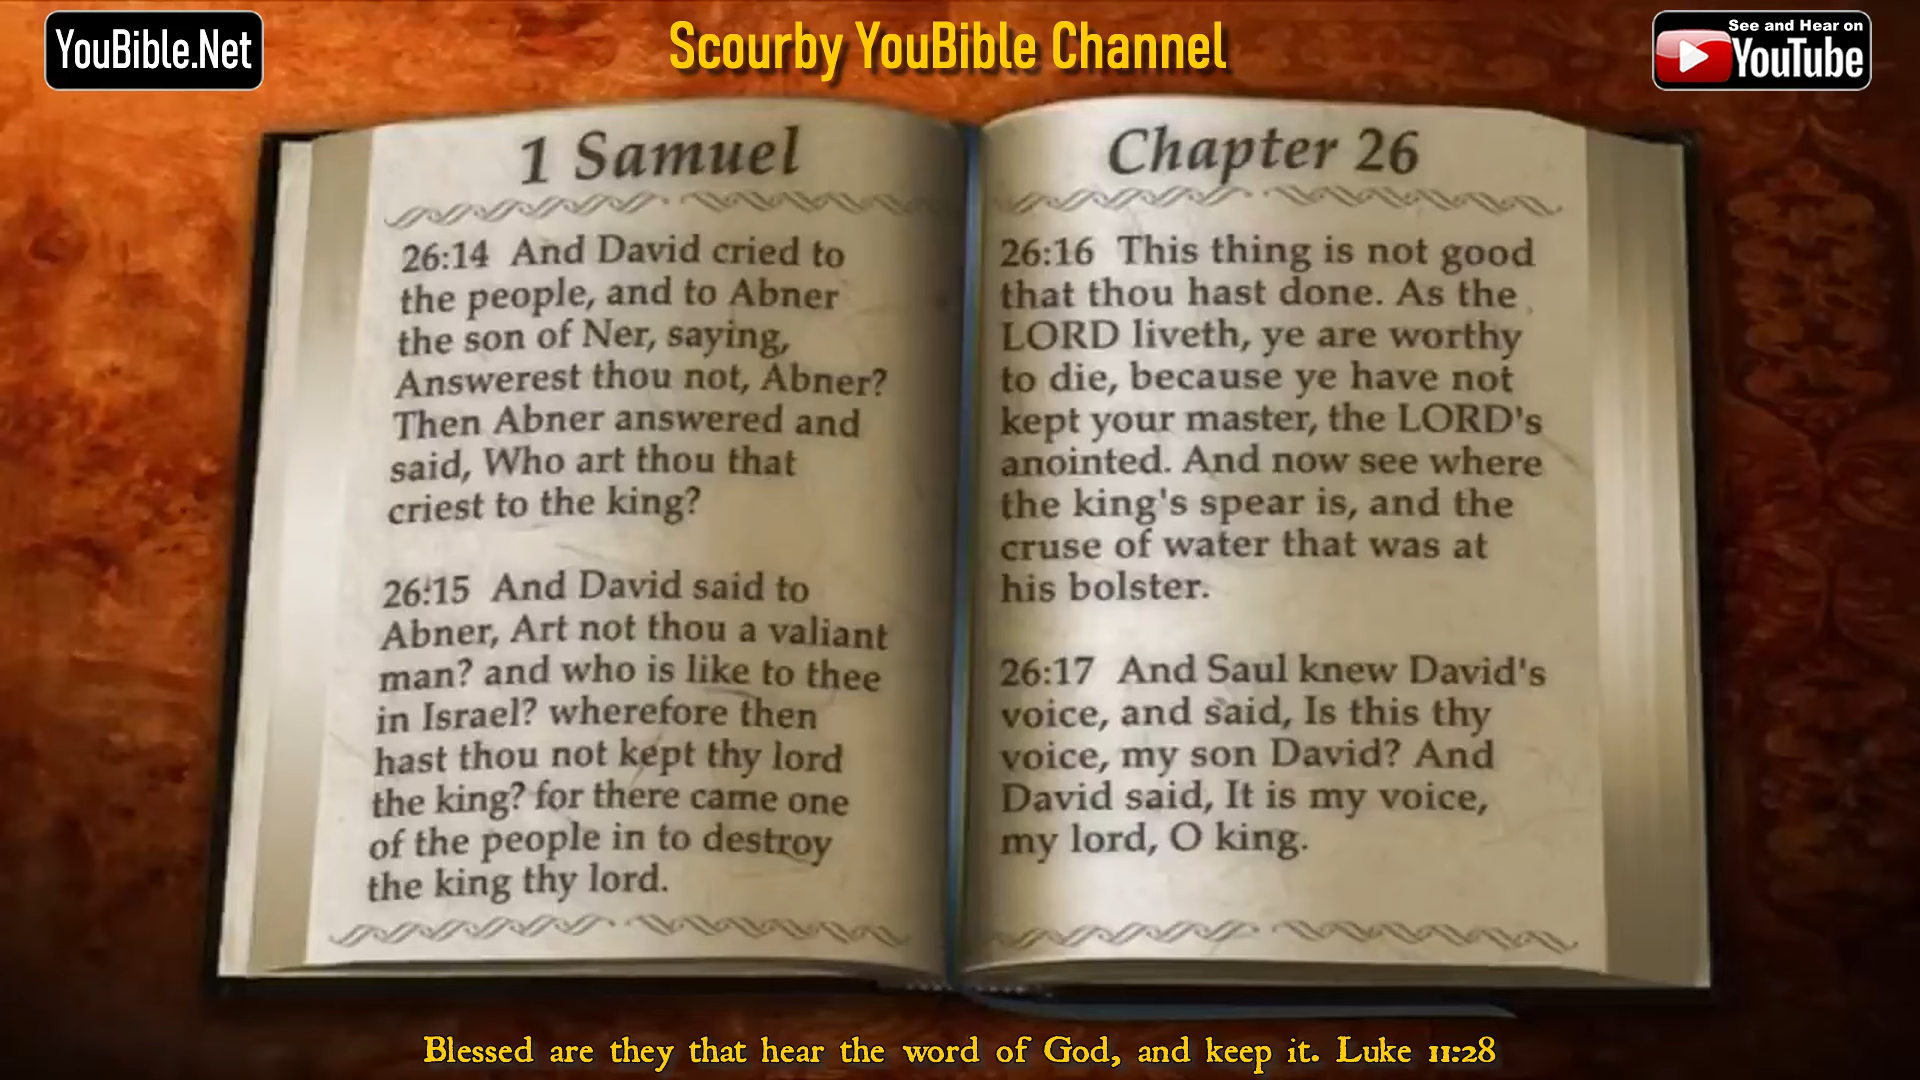 YouBible.Net
Scourby YouBible Channel
See and Hear on
YouTube
1 Samuel
26:14 And David cried to
the people, and to Abner
the son of Ner, saying,
Answerest thou not, Abner?
Then Abner answered and
said, Who art thou that
criest to the king?
26:15 And David said to
Abner, Art not thou a valiant
man? and who is like to thee
in Israel? wherefore then
hast thou not kept thy lord
the king? for there came one
of the people in to destroy
the king thy lord.
Chapter 26
26:16 This thing is not good
that thou hast done. As the
LORD liveth, ye are worthy
to die, because ye have not
kept your master, the LORD's
anointed. And now see where
the king's spear is, and the
cruse of water that was at
his bolster.
26:17 And Saul knew David's
voice, and said, Is this thy
voice, my son David? And
David said, It is my voice,
my lord, O king.
Blessed are they that hear the word of God, and keep it. Luke 11:28